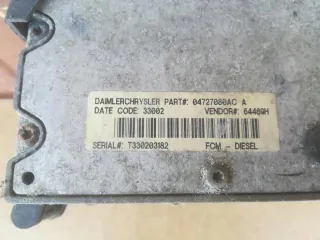 DAIMLERCHRYSLER PART#: 04727080AC A
DATE CODE: 33002 VENDOR#: 64469H
SERIAL#: T330203182 FCM - DIESEL